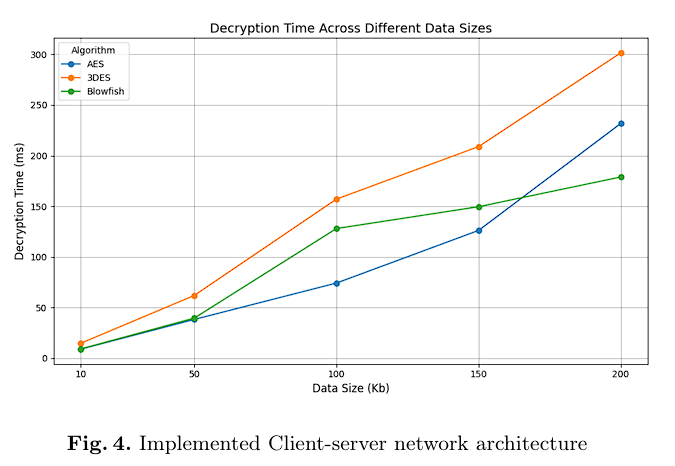 Decryption Time Across Different Data Sizes
Algorithm
AES
3DES
Blowfish
Decryption Time (ms)
300
250
200
150
100
50
0
10
50
100
150
200
Data Size (Kb)
Fig. 4. Implemented Client-server network architecture